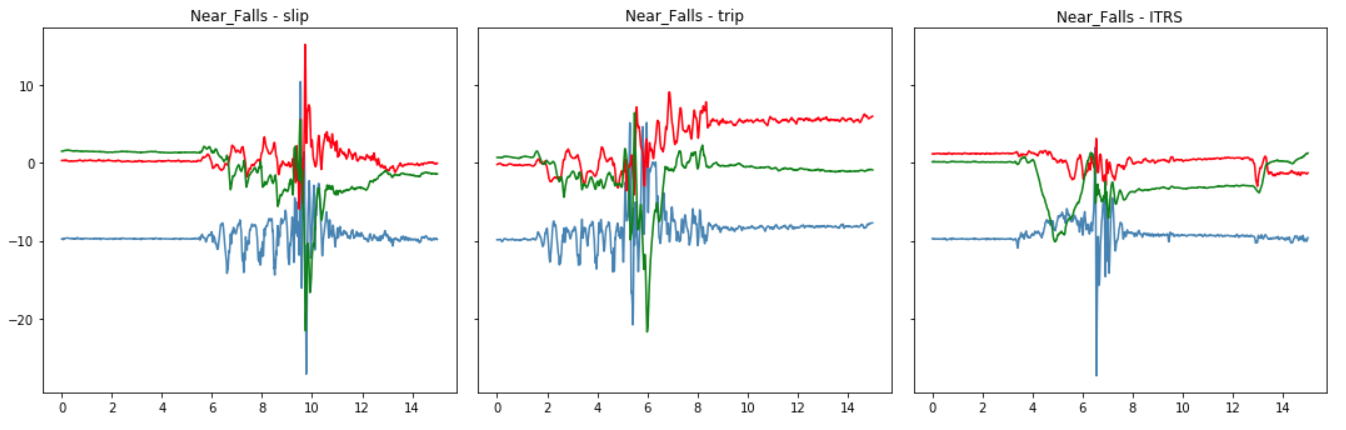 Near_Falls - slip
Near_Falls - trip
Near_Falls - ITRS
10
0
−10
−20
0 2 4 6 8 10 12 14
0 2 4 6 8 10 12 14
0 2 4 6 8 10 12 14